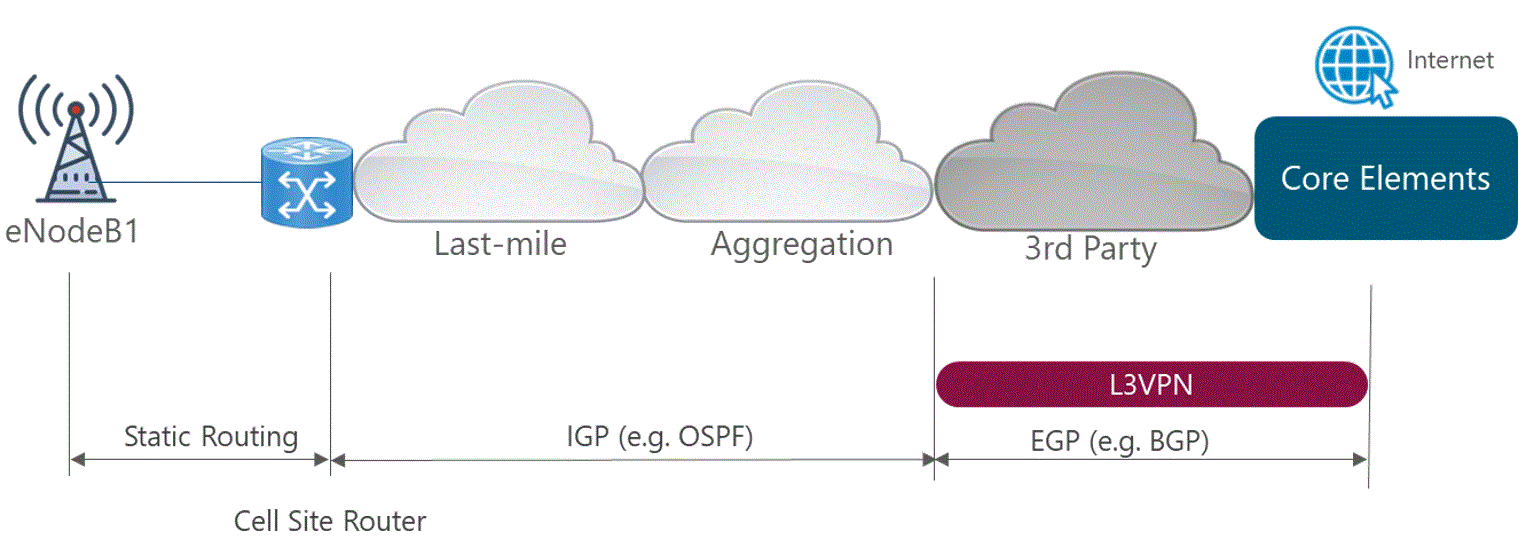 Internet
Core Elements
eNodeB1
Last-mile
Aggregation
3rd Party
L3VPN
Static Routing
IGP (e.g. OSPF)
EGP (e.g. BGP)
Cell Site Router